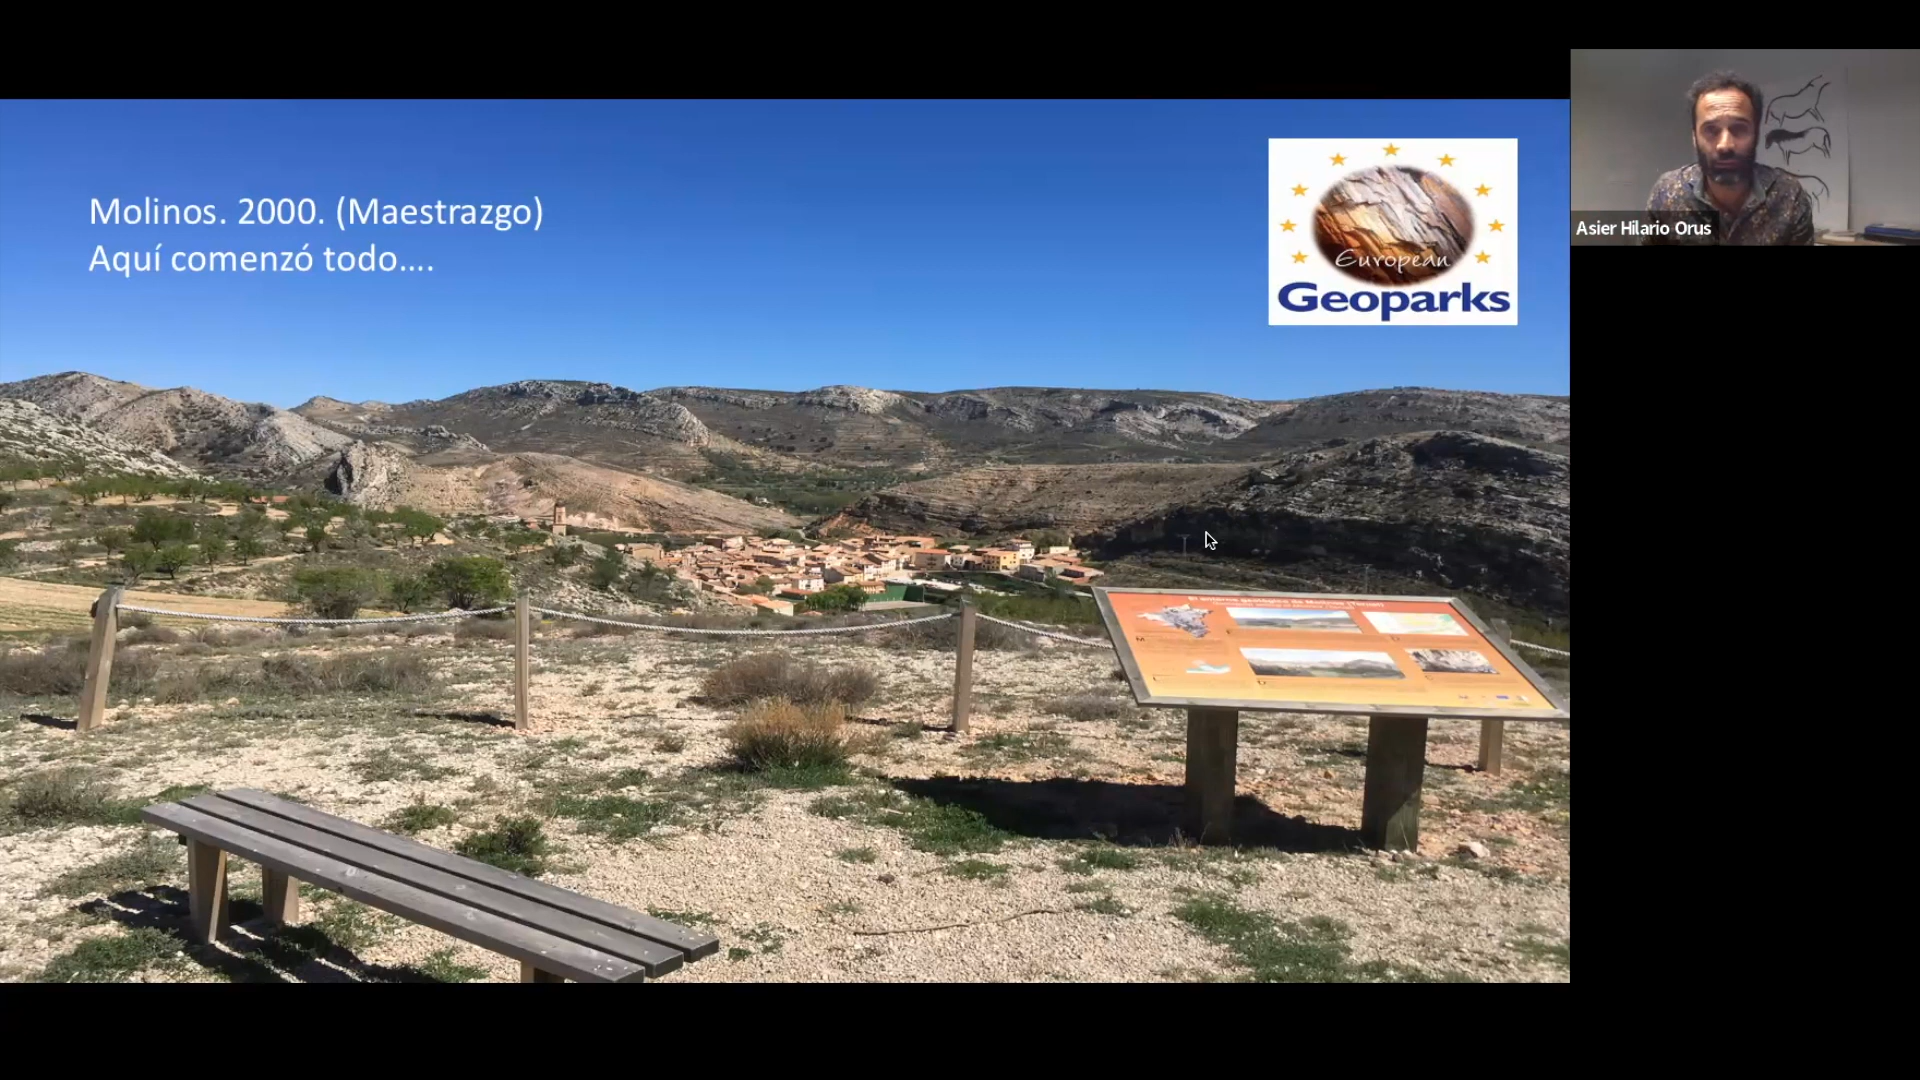 Molinos. 2000. (Maestrazgo)
Aquí comenzó todo....
European
Geoparks
Asier Hilario Orus